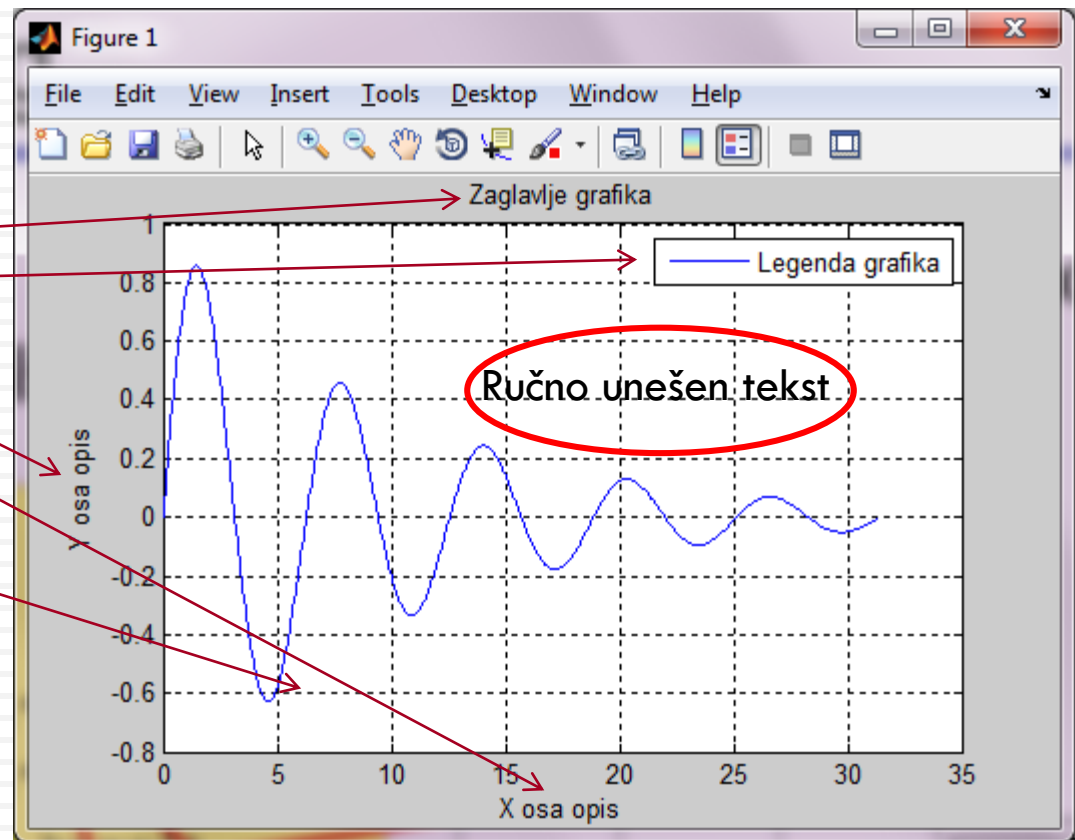 Figure 1
File Edit View Insert Tools Desktop Window Help
Zaglavlje grafika
Legenda grafika
Ručno unešen tekst
Y osa opis
1
0.8
0.6
0.4
0.2
0
-0.2
-0.4
-0.6
-0.8
0 5 10 15 20 25 30 35
X osa opis